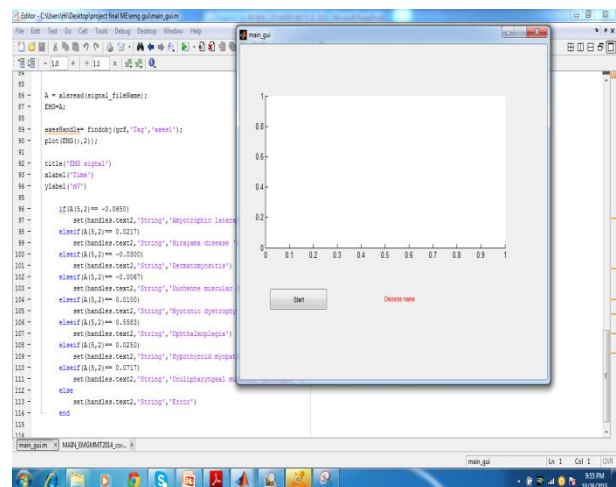 Editor - C:\Users\Hi\Desktop\project final ME\emg gui\main_gui.m
File Edit Text Go Cell Tools Debug Desktop Window Help
- 1.0 + ÷ 1.1 ×
85
86 - A = xlsread(signal_fileName);
87 - EMG=A;
88
89 - axesHandle= findobj(gcf,'Tag','axes1');
90 - plot(EMG(:,2));
91
92 - title('EMG signal')
93 - xlabel('Time')
94 - ylabel('mV')
95
96 - if(A(5,2)== -0.0650)
97 - set(handles.text2,'String','Amyotrophic latera
98 - elseif(A(5,2)== 0.0217)
99 - set(handles.text2,'String','Hirayama disease
100 - elseif(A(5,2)== -0.0300)
101 - set(handles.text2,'String','Dermatomyositis')
102 - elseif(A(5,2)== -0.0067)
103 - set(handles.text2,'String','Duchenne muscular
104 - elseif(A(5,2)== 0.0100)
105 - set(handles.text2,'String','Myotonic dystrophy
106 - elseif(A(5,2)== 0.5583)
107 - set(handles.text2,'String','Ophthalmoplegia')
108 - elseif(A(5,2)== 0.0250)
109 - set(handles.text2,'String','Hypothyroid myopat
110 - elseif(A(5,2)== 0.0717)
111 - set(handles.text2,'String','Oculipharyngeal
112 - else
113 - set(handles.text2,'String','Error')
114 - end
115
116
main_gui
1
0.8
0.6
0.4
0.2
0
0 0.1 0.2 0.3 0.4 0.5 0.6 0.7 0.8 0.9 1
Start
Disease name
main_gui.m × MAIN_EMGMMT2014_cov... ×
main_gui Ln 1 Col 1 OVR
9:55 PM